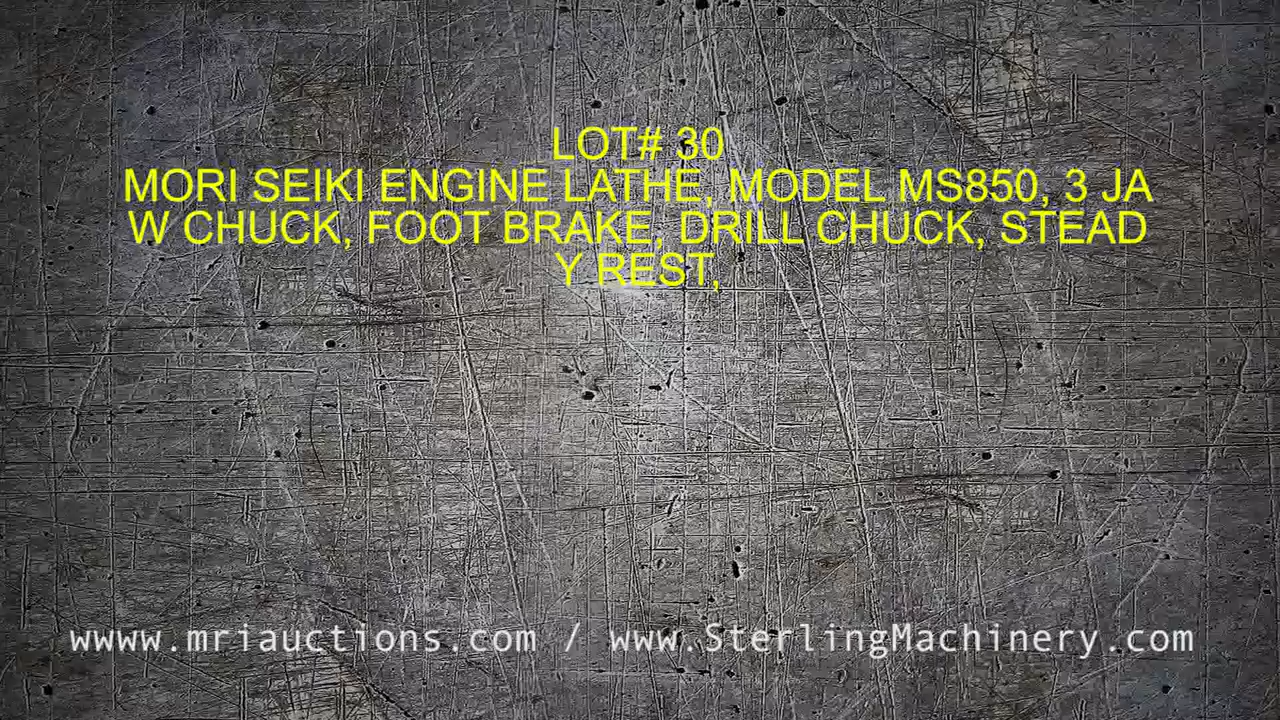 LOT# 30
MORI SEIKI ENGINE LATHE, MODEL MS850, 3 JA
W CHUCK, FOOT BRAKE, DRILL CHUCK, STEAD
Y REST,
wwww.mriauctions.com / www.SterlingMachinery.com